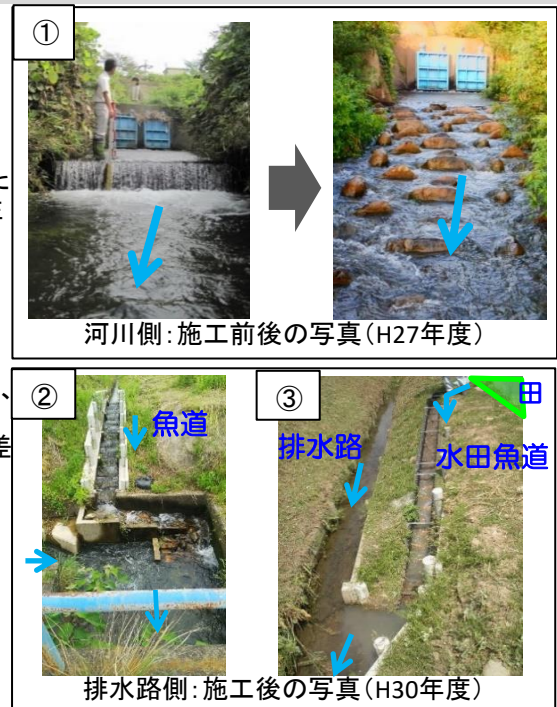 ①
河川側:施工前後の写真(H27年度)
、
差
②
魚道
③
田
排水路
水田魚道
排水路側:施工後の写真(H30年度)